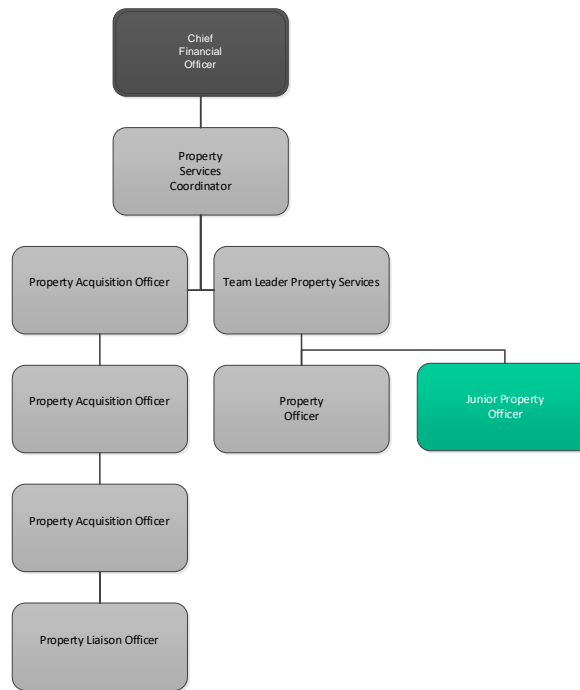 Chief
Financial
Officer
Property
Services
Coordinator
Property Acquisition Officer
Team Leader Property Services
Property Acquisition Officer
Property
Officer
Junior Property
Officer
Property Acquisition Officer
Property Liaison Officer